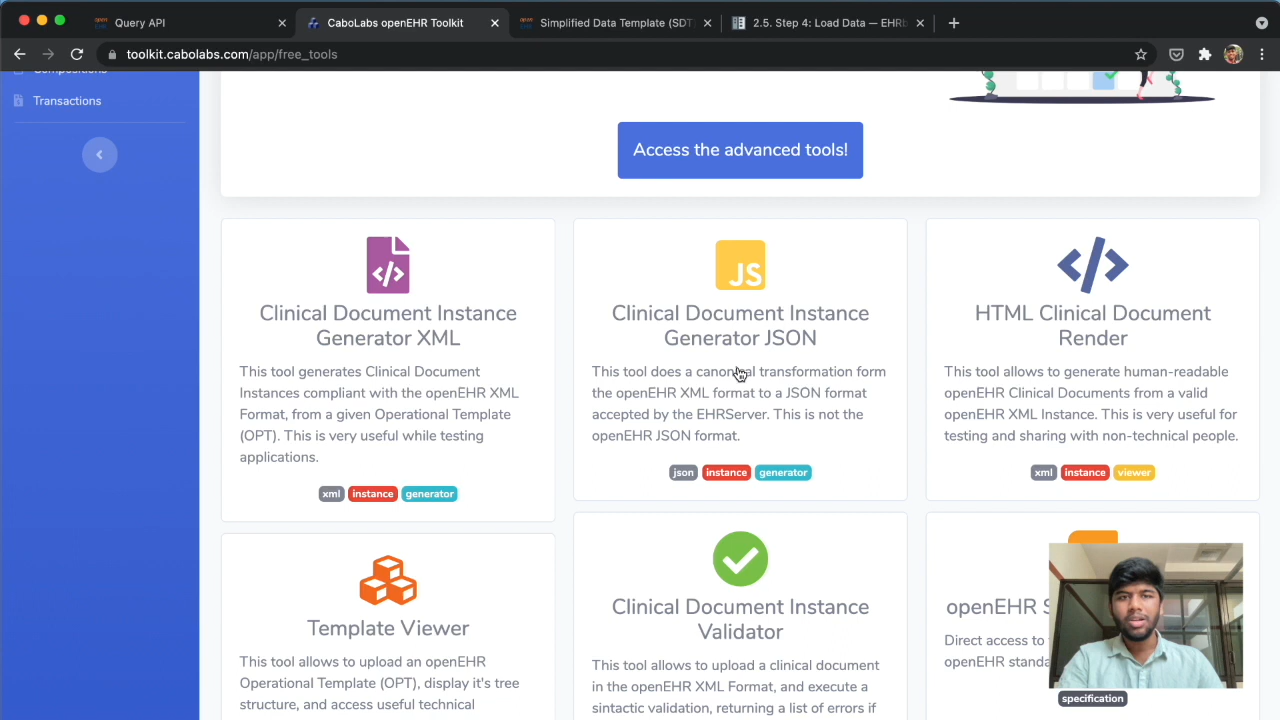 Query API
CaboLabs openEHR Toolkit
Simplified Data Template (SDT
2.5. Step 4: Load Data — EHRb
toolkit.cabolabs.com/app/free_tools
Compositions
Transactions
Access the advanced tools!
Clinical Document Instance
Generator XML
This tool generates Clinical Document
Instances compliant with the openEHR XML
Format, from a given Operational Template
(OPT). This is very useful while testing
applications.
xml instance generator
JS
Clinical Document Instance
Generator JSON
This tool does a canonical transformation form
the openEHR XML format to a JSON format
accepted by the EHRServer. This is not the
openEHR JSON format.
json instance generator
HTML Clinical Document
Render
This tool allows to generate human-readable
openEHR Clinical Documents from a valid
openEHR XML Instance. This is very useful for
testing and sharing with non-technical people.
xml instance viewer
Template Viewer
This tool allows to upload an openEHR
Operational Template (OPT), display it's tree
structure, and access useful technical
Clinical Document Instance
Validator
This tool allows to upload a clinical document
in the openEHR XML Format, and execute a
sintactic validation, returning a list of errors if
openEHR S
Direct access to
openEHR standa
specification